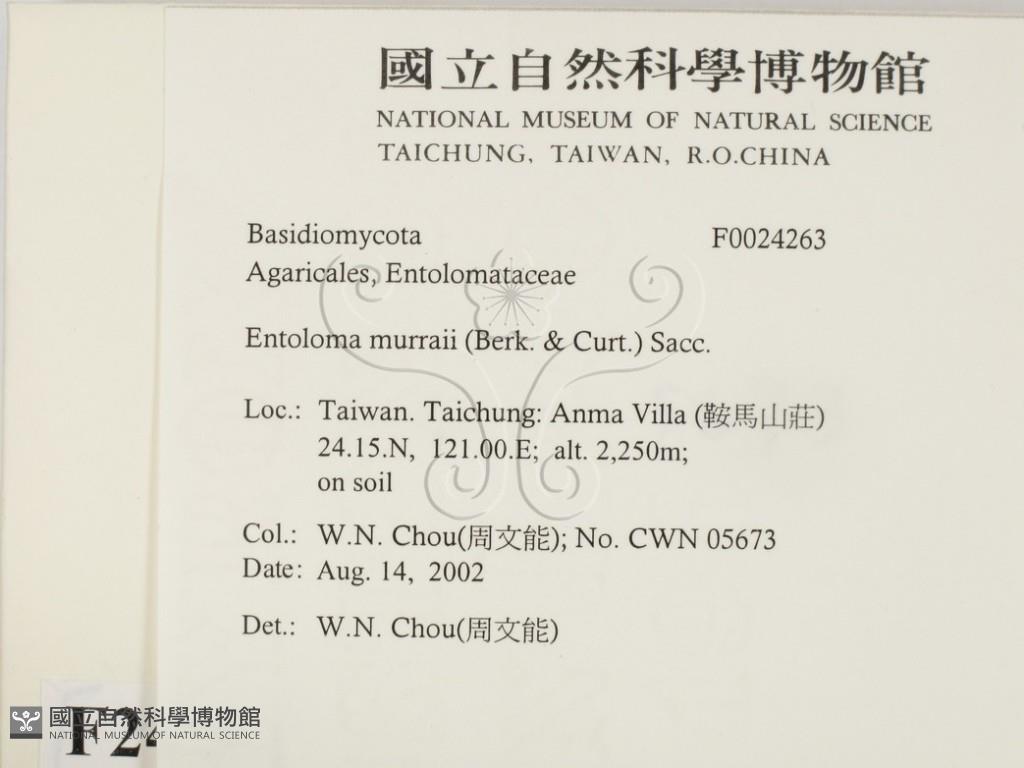 國立自然科學博物館
NATIONAL MUSEUM OF NATURAL SCIENCE
TAICHUNG, TAIWAN, R.O.CHINA
Basidiomycota F0024263
Agaricales, Entolomataceae
Entoloma murraii (Berk. & Curt.) Sacc.
Loc.: Taiwan. Taichung: Anma Villa (鞍馬山莊)
24.15.N, 121.00.E; alt. 2,250m;
on soil
Col.: W.N. Chou(周文能); No. CWN 05673
Date: Aug. 14, 2002
Det.: W.N. Chou(周文能)
國立自然科學博物館
NATIONAL MUSEUM OF NATURAL SCIENCE